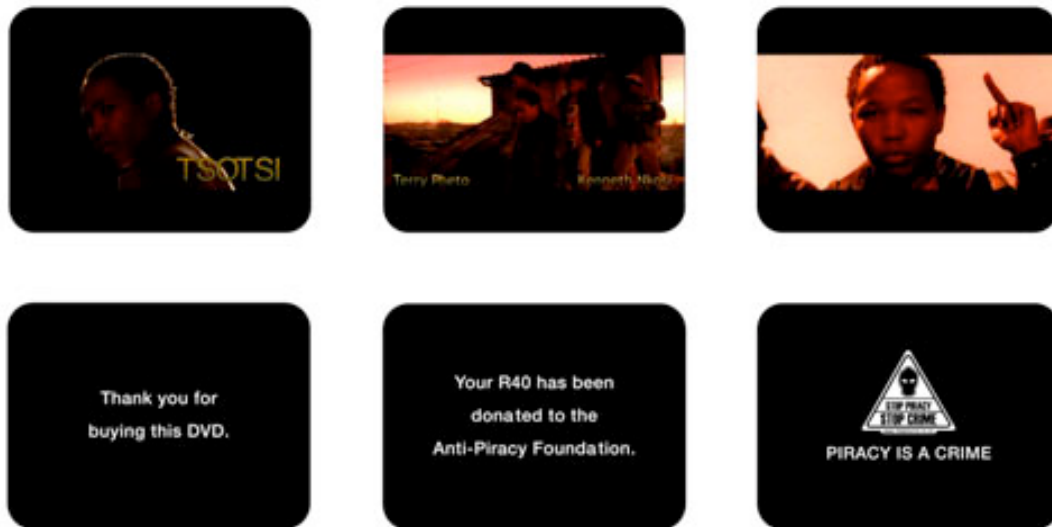 TSOTSI
Terry Pheto
Kenneth Nkosi
Thank you for
buying this DVD.
Your R40 has been
donated to the
Anti-Piracy Foundation.
STOP PIRACY
STOP CRIME
PIRACY IS A CRIME